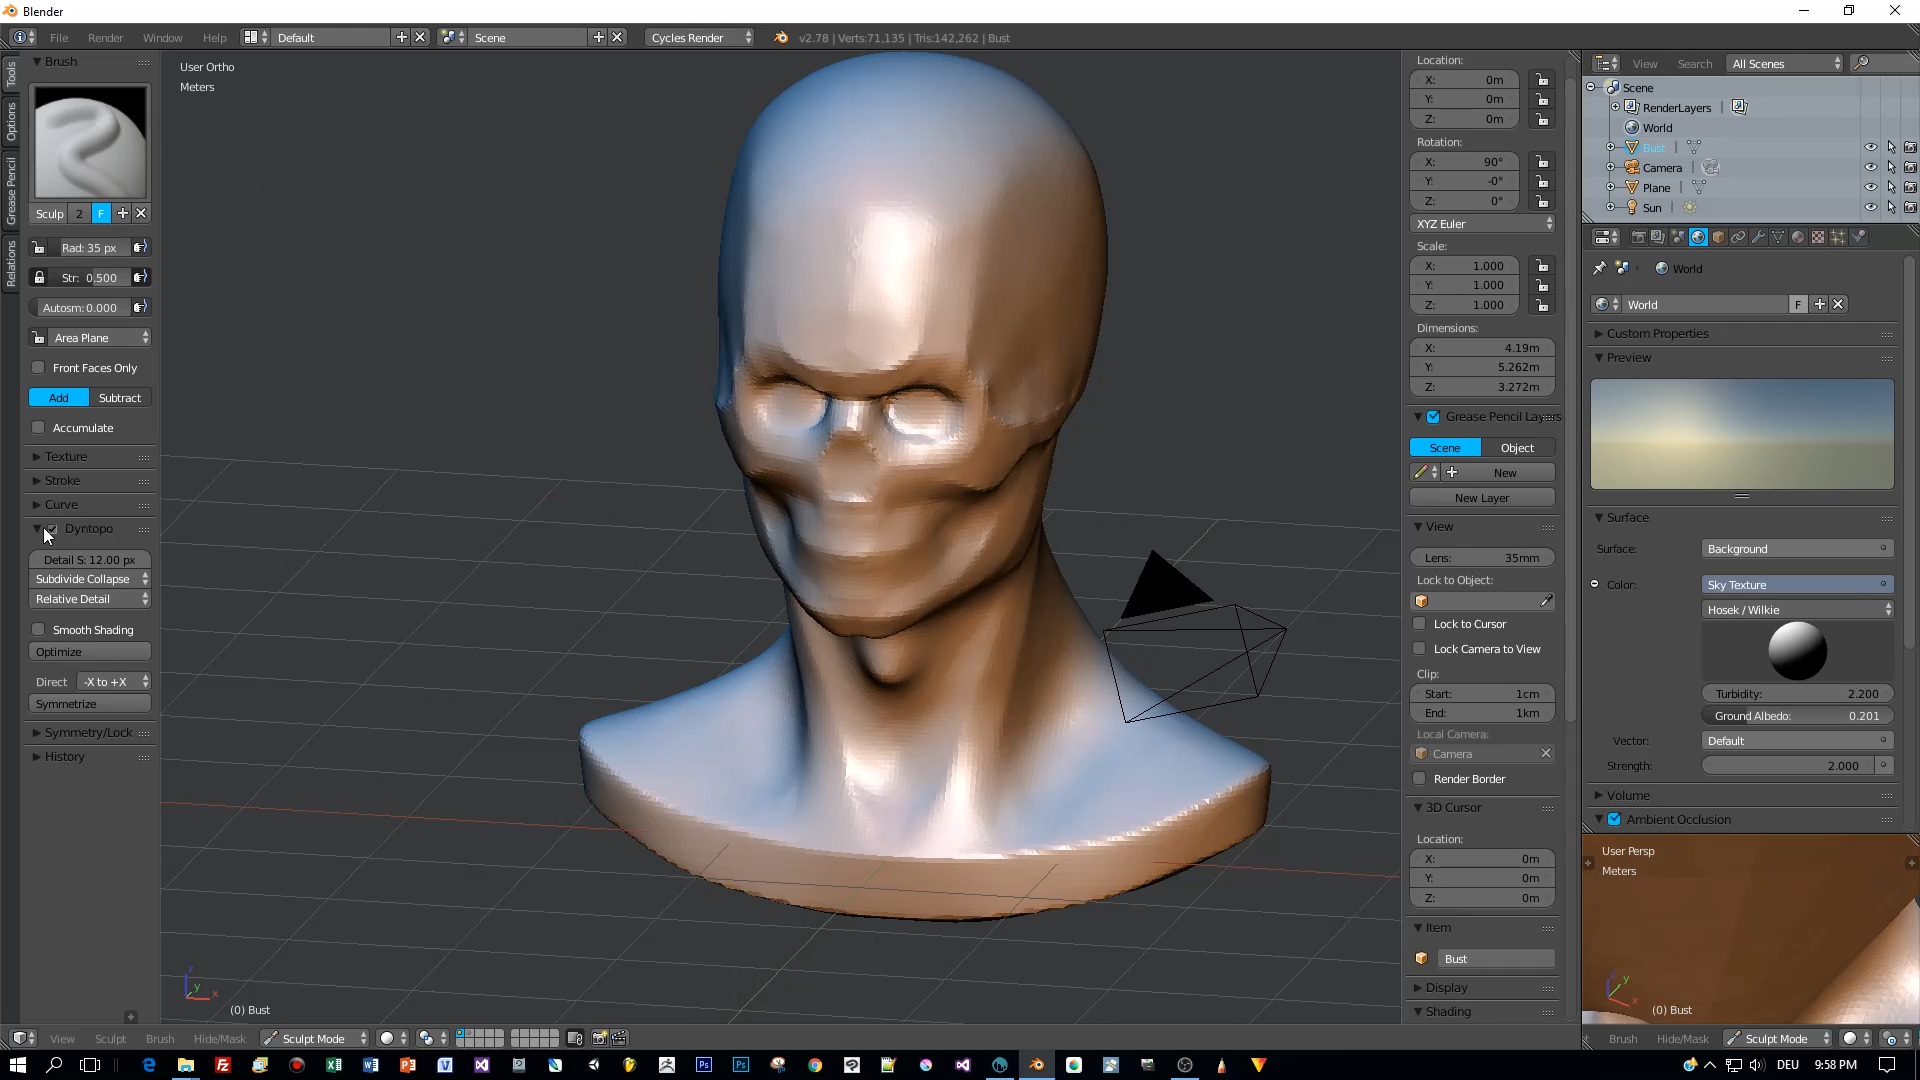 Blender
File Render Window Help Default Scene Cycles Render v2.78 | Verts:71,135 | Tris:142,262 | Bust
Tools
Options
Grease Pencil
Relations
Brush
Sculp 2 F
Rad: 35 px
Str: 0.500
Autosm: 0.000
Area Plane
Front Faces Only
Add Subtract
Accumulate
Texture
Stroke
Curve
Dyntopo
Detail S: 12.00 px
Subdivide Collapse
Relative Detail
Smooth Shading
Optimize
Direct -X to +X
Symmetrize
Symmetry/Lock
History
User Ortho
Meters
z
y
x
(0) Bust
View Sculpt Brush Hide/Mask Sculpt Mode
Location:
X: 0m
Y: 0m
Z: 0m
Rotation:
X: 90°
Y: -0°
Z: 0°
XYZ Euler
Scale:
X: 1.000
Y: 1.000
Z: 1.000
Dimensions:
X: 4.19m
Y: 5.262m
Z: 3.272m
Grease Pencil Layers
Scene Object
New
New Layer
View
Lens: 35mm
Lock to Object:
Lock to Cursor
Lock Camera to View
Clip:
Start: 1cm
End: 1km
Local Camera:
Camera
Render Border
3D Cursor
Location:
X: 0m
Y: 0m
Z: 0m
Item
Bust
Display
Shading
View Search All Scenes
Scene
RenderLayers
World
Bust
Camera
Plane
Sun
World
World F
Custom Properties
Preview
Surface
Surface: Background
Color: Sky Texture
Hosek / Wilkie
Turbidity: 2.200
Ground Albedo: 0.201
Vector: Default
Strength: 2.000
Volume
Ambient Occlusion
User Persp
Meters
z
y
x
(0) Bust
Brush Hide/Mask Sculpt Mode
DEU 9:58 PM